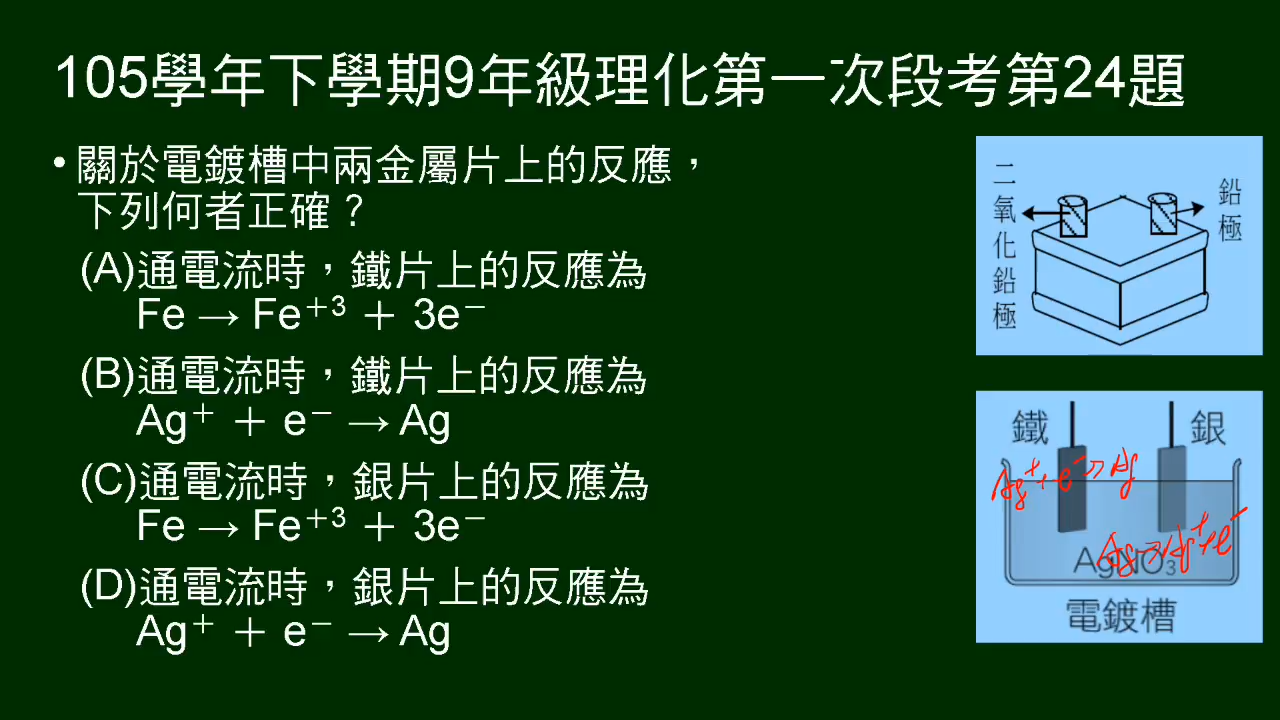 105學年下學期9年級理化第一次段考第24題
•關於電鍍槽中兩金屬片上的反應，
下列何者正確？
(A)通電流時，鐵片上的反應為
Fe → Fe⁺³ ＋ 3e⁻
(B)通電流時，鐵片上的反應為
Ag⁺ ＋ e⁻ → Ag
(C)通電流時，銀片上的反應為
Fe → Fe⁺³ ＋ 3e⁻
(D)通電流時，銀片上的反應為
Ag⁺ ＋ e⁻ → Ag
二氧化鉛極
鉛極
鐵
銀
Ag⁺+e⁻→Ag
Ag→Ag⁺+e⁻
AgNO₃
電鍍槽